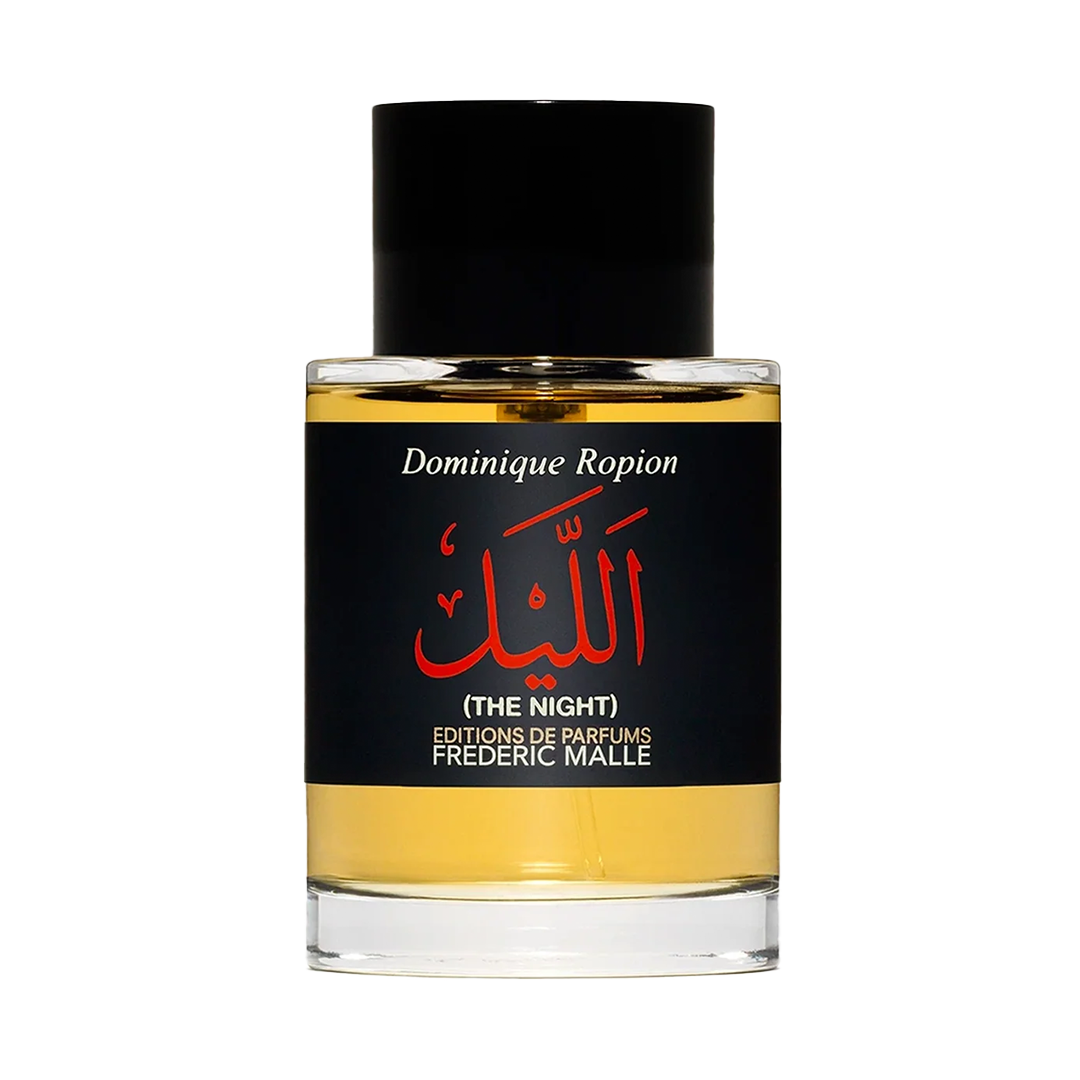 Dominique Ropion
اللَّيْل
(THE NIGHT)
EDITIONS DE PARFUMS
FREDERIC MALLE